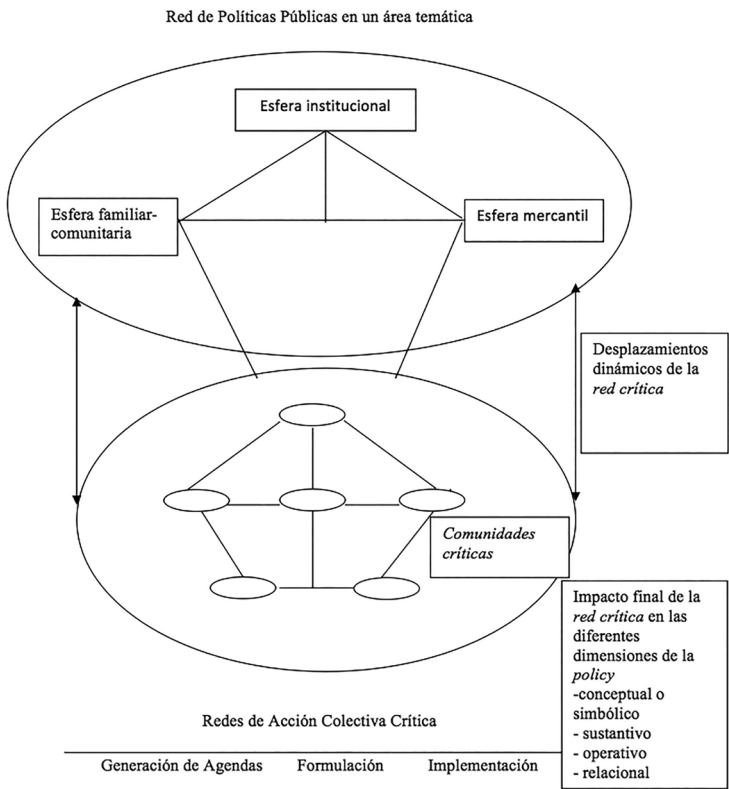 Red de Políticas Públicas en un área temática
Esfera institucional
Esfera familiar-
comunitaria
Esfera mercantil
Desplazamientos
dinámicos de la
red crítica
Comunidades
críticas
Impacto final de la
red crítica en las
diferentes
dimensiones de la
policy
-conceptual o
simbólico
- sustantivo
- operativo
- relacional
Redes de Acción Colectiva Crítica
Generación de Agendas Formulación Implementación